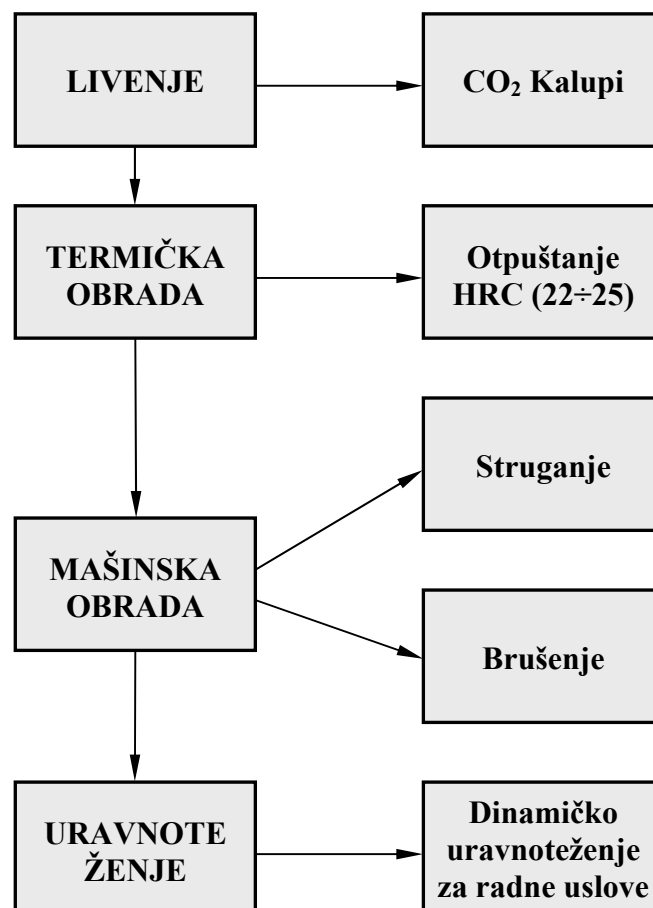 LIVENJE
CO₂ Kalupi
TERMIČKA
OBRADA
Otpuštanje
HRC (22÷25)
Struganje
MAŠINSKA
OBRADA
Brušenje
URAVNOTE
ŽENJE
Dinamičko
uravnoteženje
za radne uslove